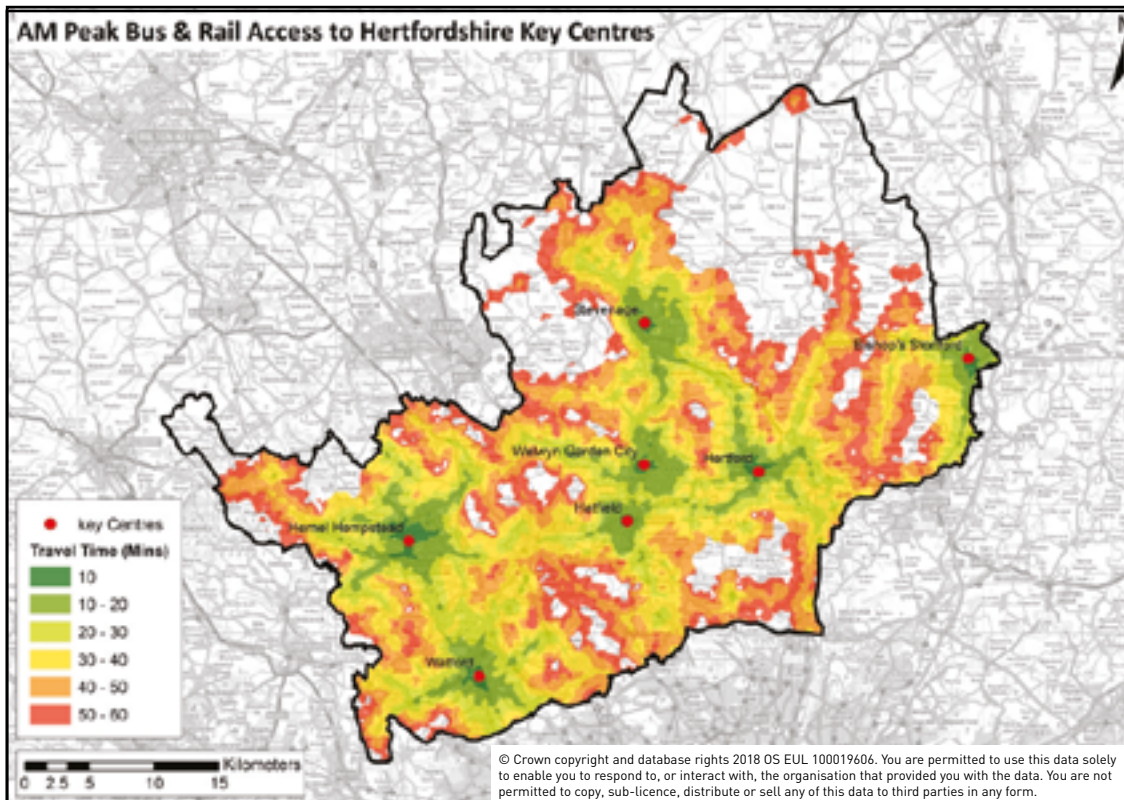 AM Peak Bus & Rail Access to Hertfordshire Key Centres
N
Stevenage
Bishop's Stortford
Welwyn Garden City
Hertford
Hatfield
Hemel Hempstead
Watford
key Centres
Travel Time (Mins)
10
10 - 20
20 - 30
30 - 40
40 - 50
50 - 60
Kilometers
0 2.5 5 10 15
© Crown copyright and database rights 2018 OS EUL 100019606. You are permitted to use this data solely
to enable you to respond to, or interact with, the organisation that provided you with the data. You are not
permitted to copy, sub-licence, distribute or sell any of this data to third parties in any form.